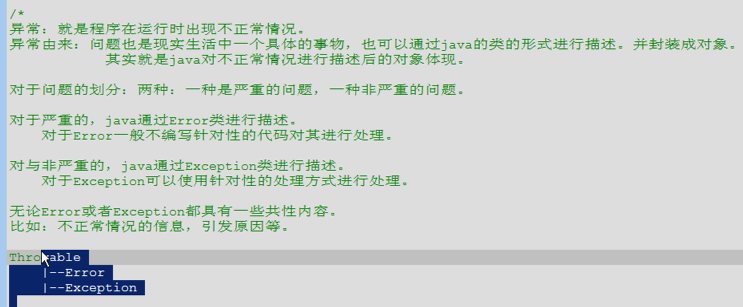 /*
异常：就是程序在运行时出现不正常情况。
异常由来：问题也是现实生活中一个具体的事物，也可以通过java的类的形式进行描述。并封装成对象。
其实就是java对不正常情况进行描述后的对象体现。
对于问题的划分：两种：一种是严重的问题，一种非严重的问题。
对于严重的，java通过Error类进行描述。
对于Error一般不编写针对性的代码对其进行处理。
对与非严重的，java通过Exception类进行描述。
对于Exception可以使用针对性的处理方式进行处理。
无论Error或者Exception都具有一些共性内容。
比如：不正常情况的信息，引发原因等。
Throwable
|--Error
|--Exception